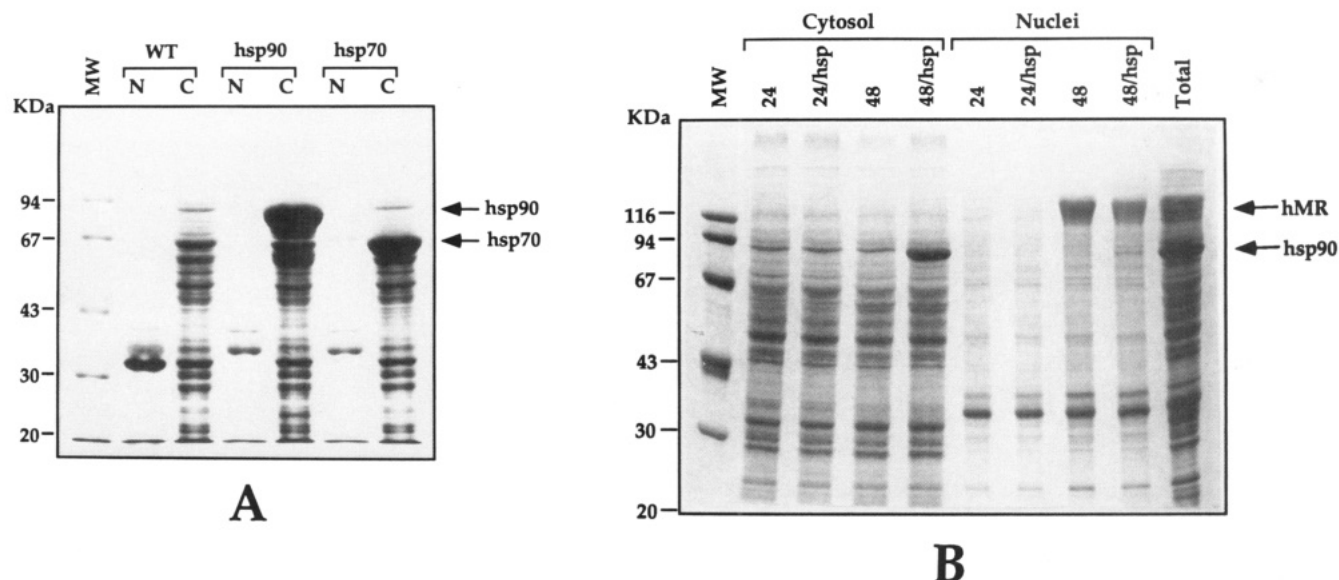 WT hsp90 hsp70
MW N C N C N C
KDa
94
67
43
30
20
hsp90
hsp70
A
Cytosol Nuclei
MW 24 24/hsp 48 48/hsp 24 24/hsp 48 48/hsp Total
KDa
116
94
67
43
30
20
hMR
hsp90
B